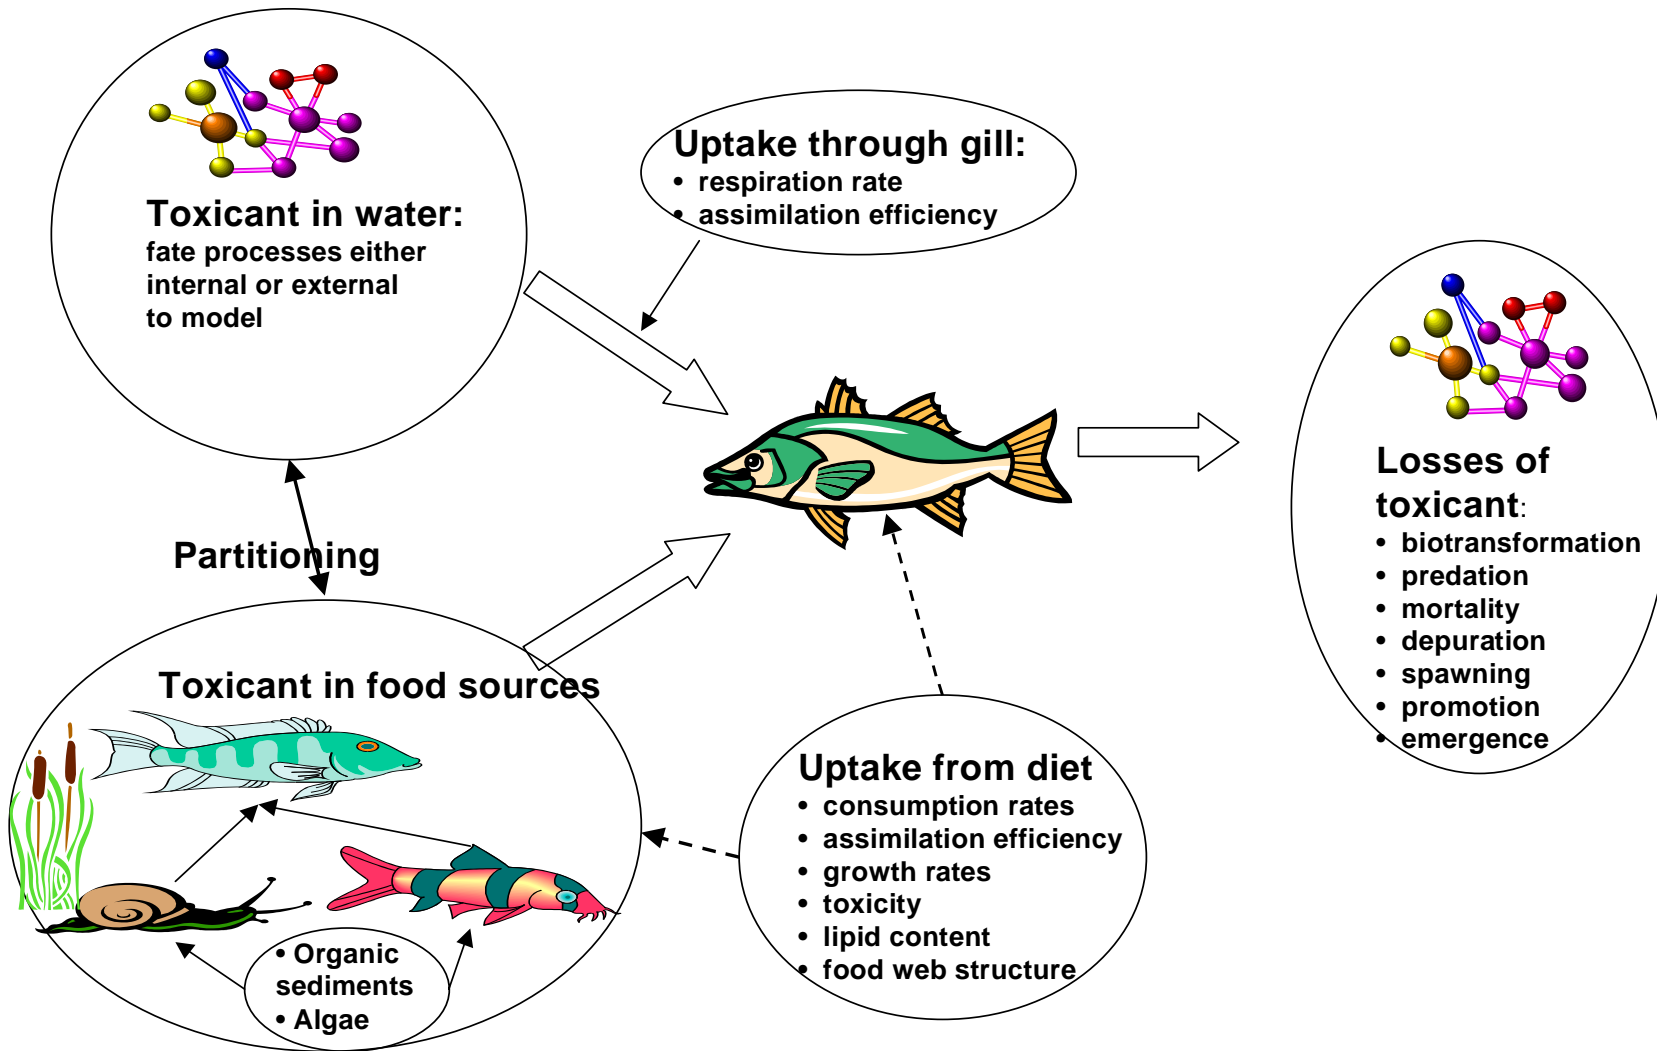 Toxicant in water:
fate processes either
internal or external
to model
Uptake through gill:
• respiration rate
• assimilation efficiency
Partitioning
Toxicant in food sources
• Organic
sediments
• Algae
Uptake from diet
• consumption rates
• assimilation efficiency
• growth rates
• toxicity
• lipid content
• food web structure
Losses of
toxicant:
• biotransformation
• predation
• mortality
• depuration
• spawning
• promotion
• emergence